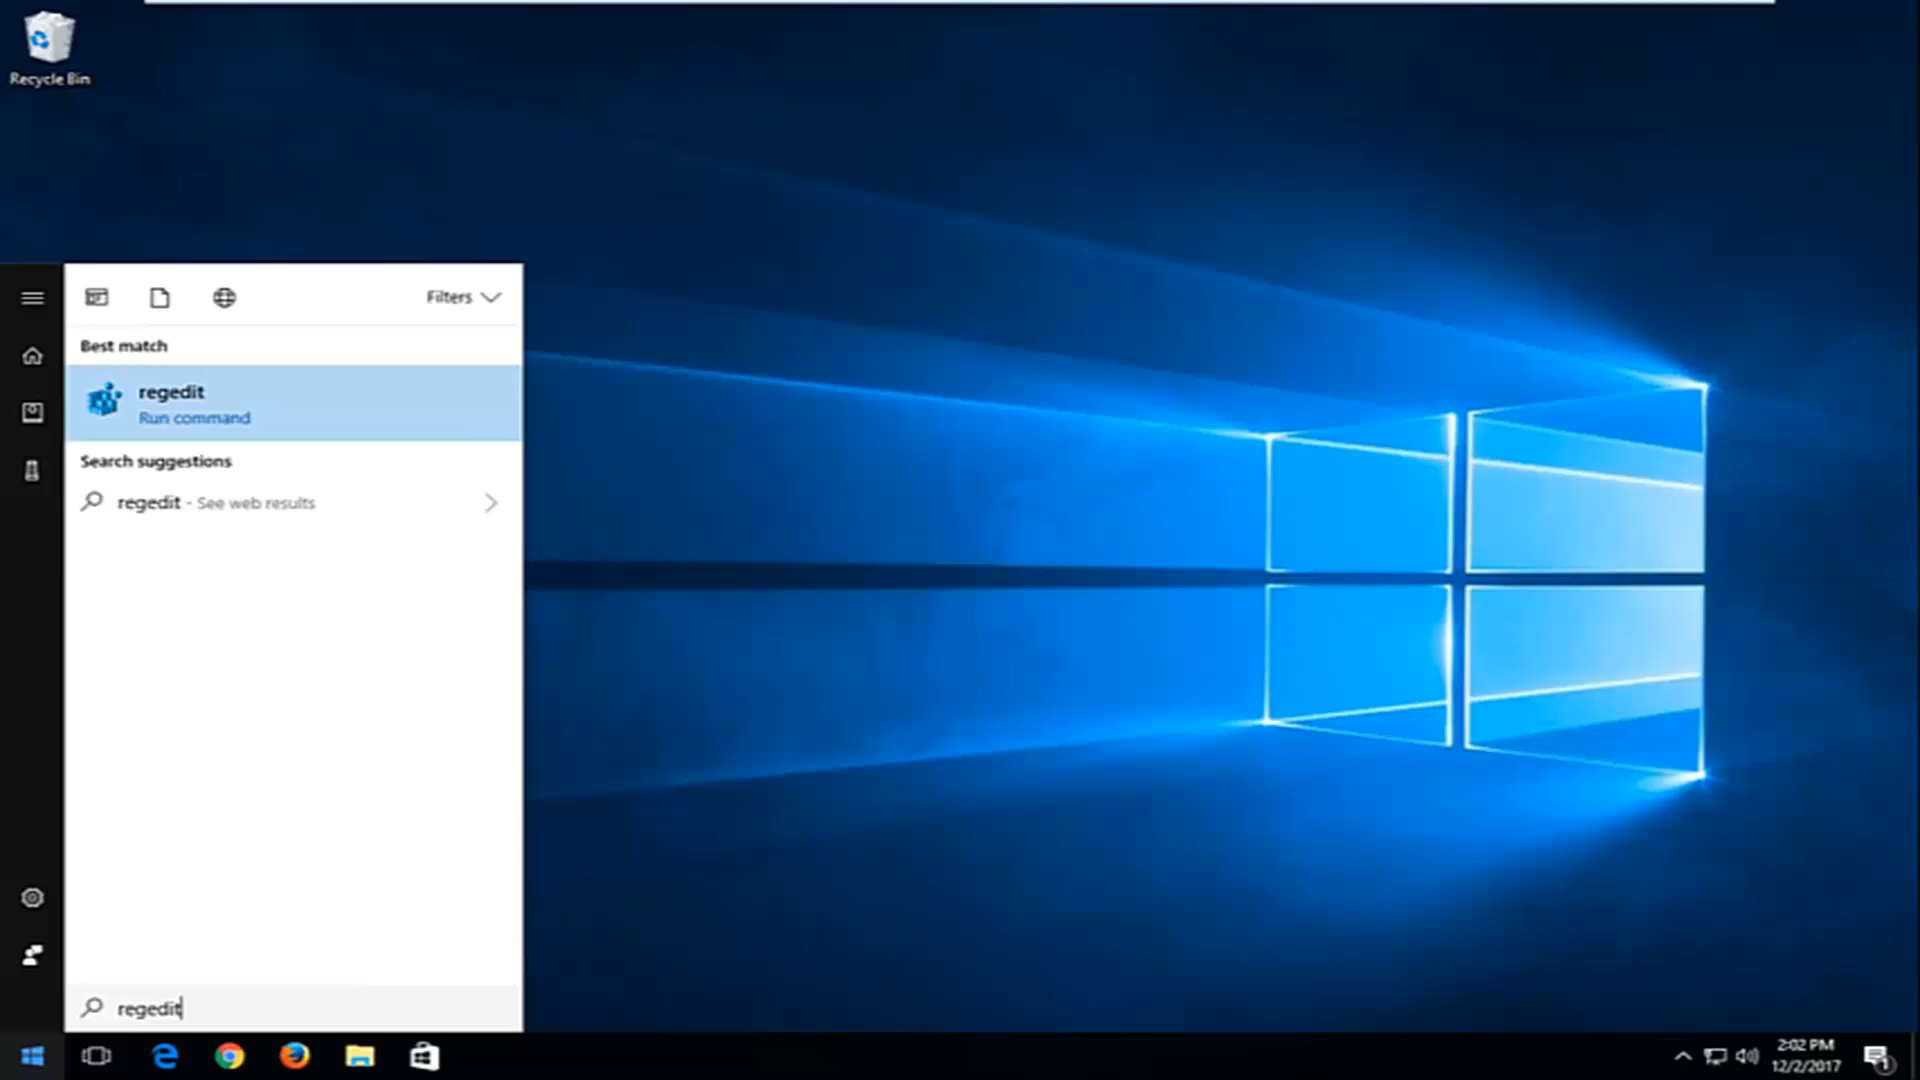 Recycle Bin
Filters
Best match
regedit
Run command
Search suggestions
regedit - See web results
regedit
2:02 PM
12/2/2017
1